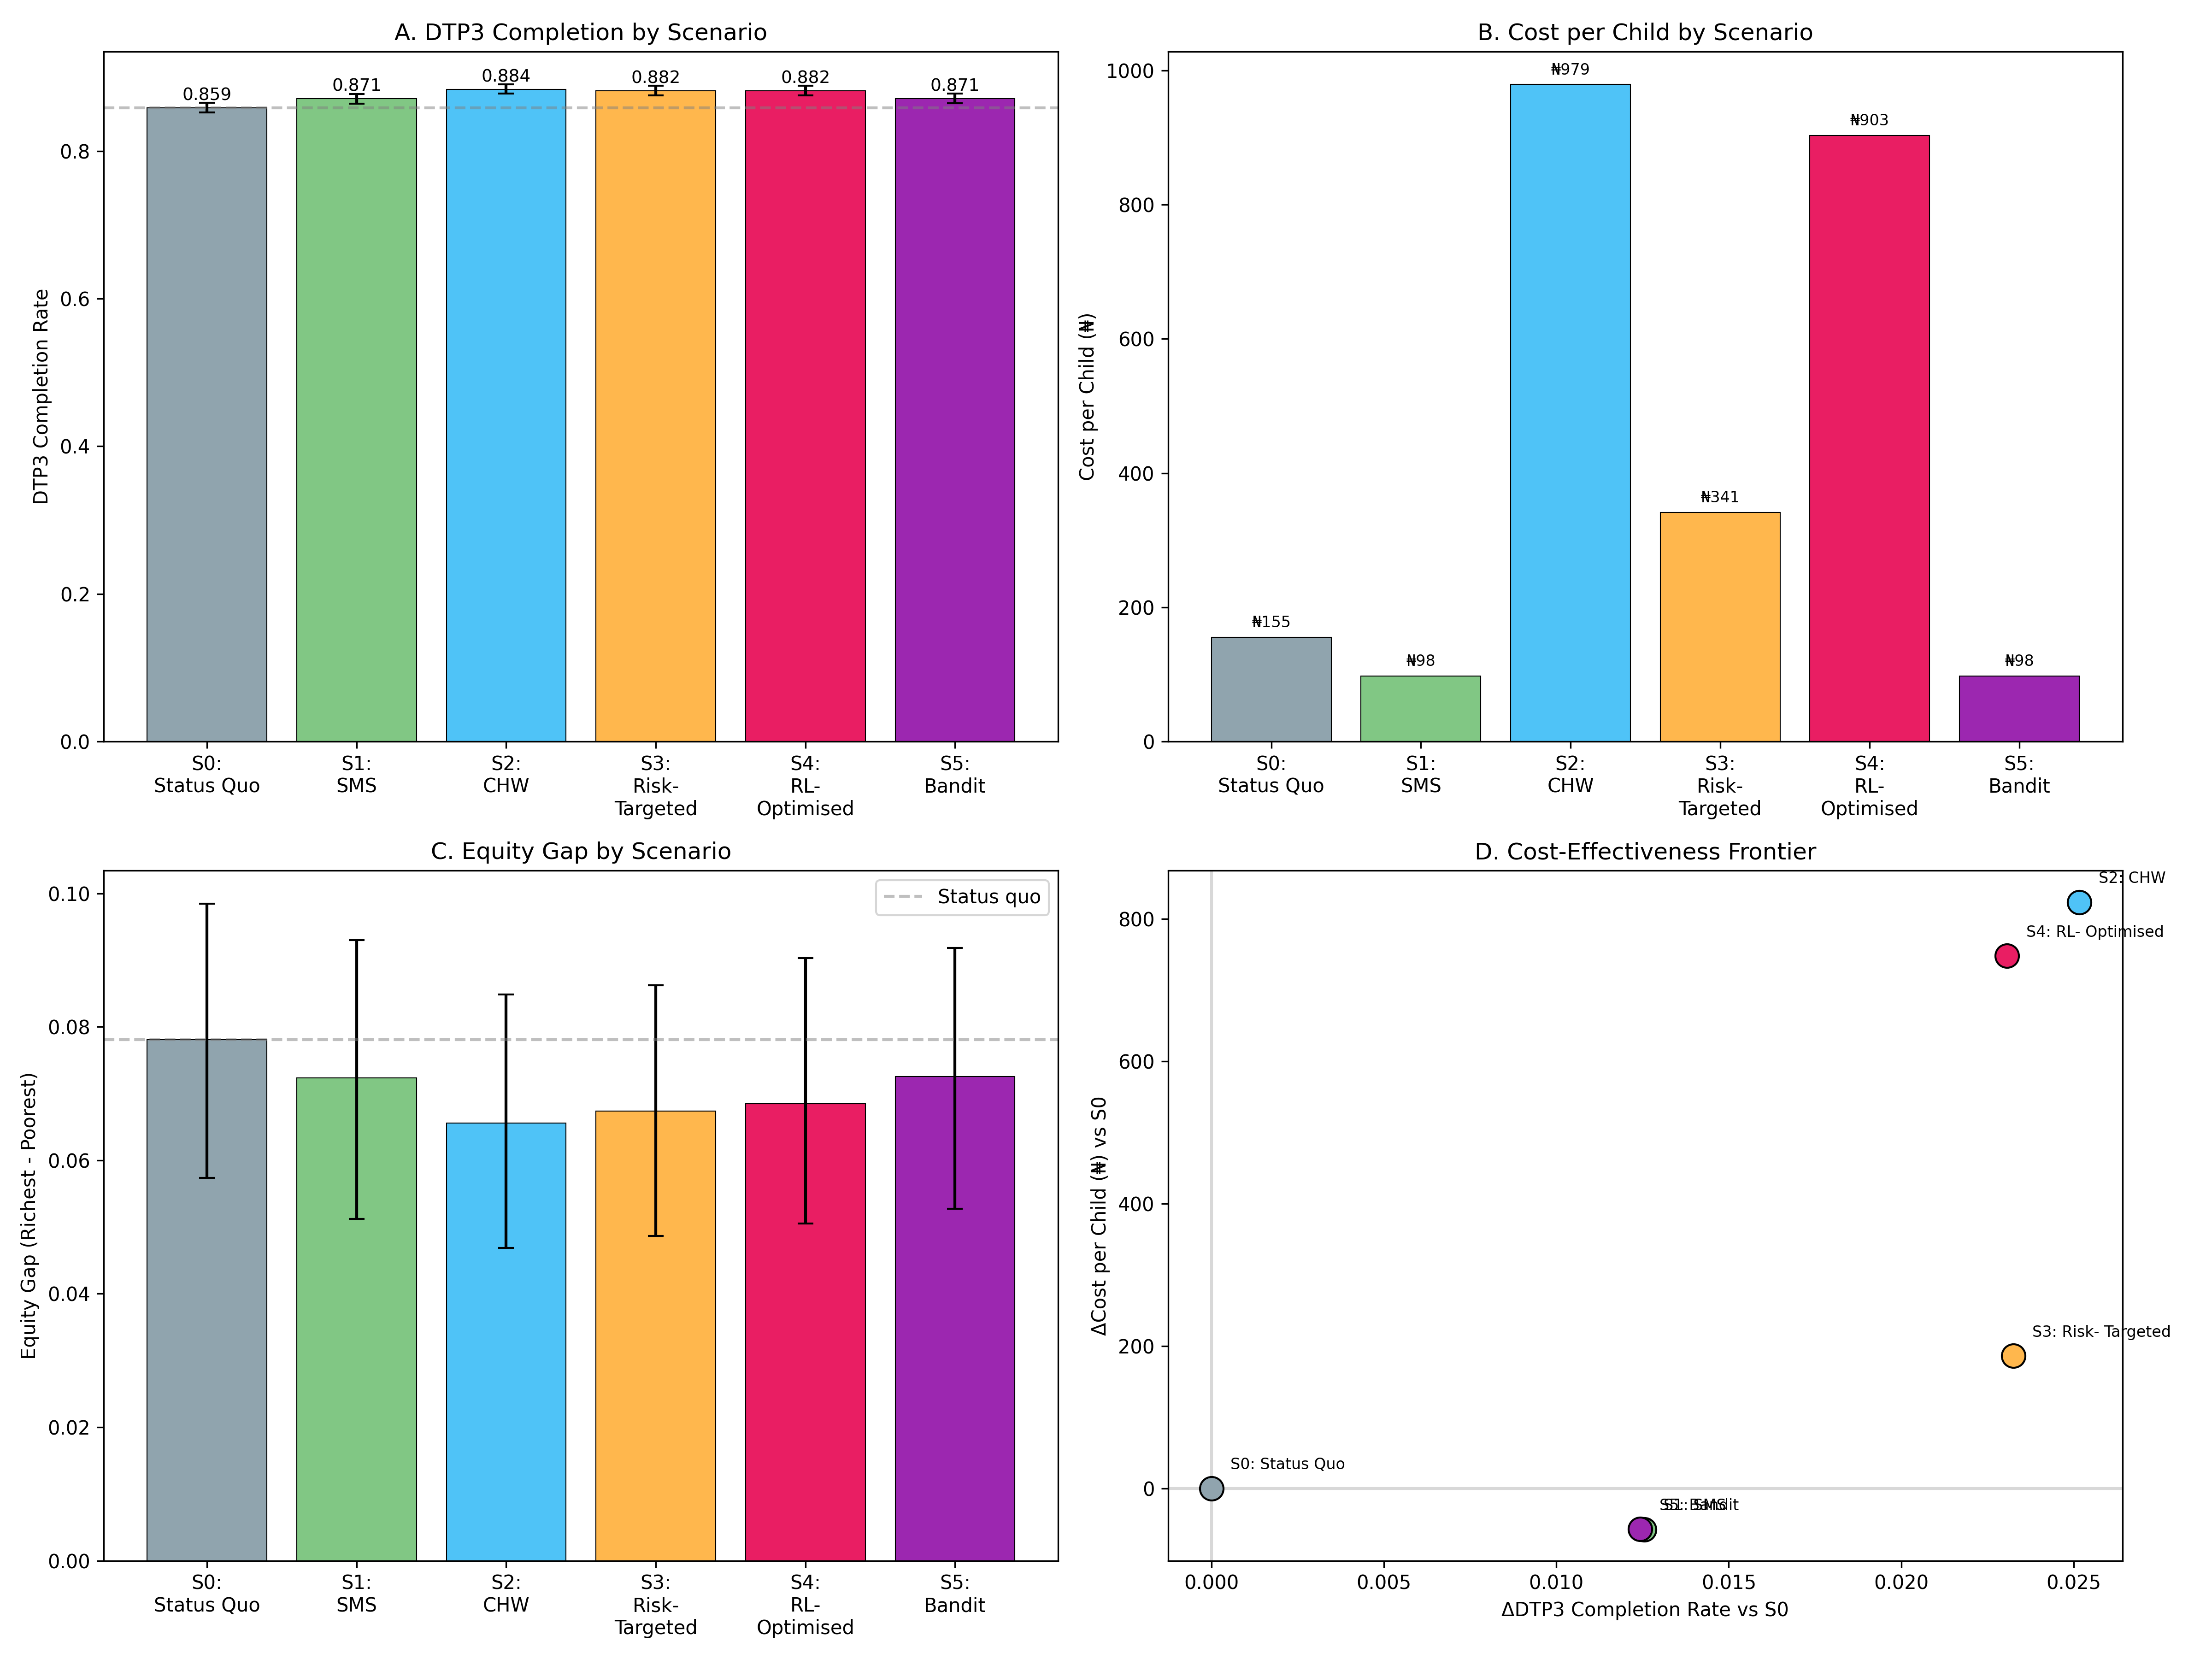 A. DTP3 Completion by Scenario
DTP3 Completion Rate
0.8
0.6
0.4
0.2
0.0
0.859
0.871
0.884
0.882
0.882
0.871
S0:
Status Quo
S1:
SMS
S2:
CHW
S3:
Risk-
Targeted
S4:
RL-
Optimised
S5:
Bandit
B. Cost per Child by Scenario
Cost per Child (₦)
1000
800
600
400
200
0
₦155
₦98
₦979
₦341
₦903
₦98
S0:
Status Quo
S1:
SMS
S2:
CHW
S3:
Risk-
Targeted
S4:
RL-
Optimised
S5:
Bandit
C. Equity Gap by Scenario
Equity Gap (Richest - Poorest)
0.10
0.08
0.06
0.04
0.02
0.00
Status quo
S0:
Status Quo
S1:
SMS
S2:
CHW
S3:
Risk-
Targeted
S4:
RL-
Optimised
S5:
Bandit
D. Cost-Effectiveness Frontier
ΔCost per Child (₦) vs S0
800
600
400
200
0
S2: CHW
S4: RL- Optimised
S3: Risk- Targeted
S0: Status Quo
S1: SMS
S5: Bandit
0.000
0.005
0.010
0.015
0.020
0.025
ΔDTP3 Completion Rate vs S0